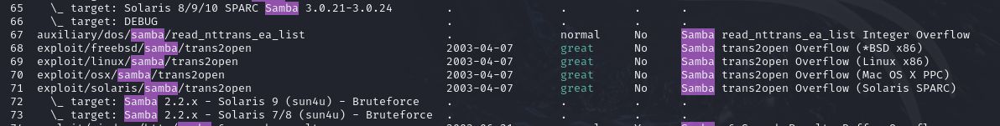 65 \_ target: Solaris 8/9/10 SPARC Samba 3.0.21-3.0.24 . . . .
66 \_ target: DEBUG . . . .
67 auxiliary/dos/samba/read_nttrans_ea_list . normal No Samba read_nttrans_ea_list Integer Overflow
68 exploit/freebsd/samba/trans2open 2003-04-07 great No Samba trans2open Overflow (*BSD x86)
69 exploit/linux/samba/trans2open 2003-04-07 great No Samba trans2open Overflow (Linux x86)
70 exploit/osx/samba/trans2open 2003-04-07 great No Samba trans2open Overflow (Mac OS X PPC)
71 exploit/solaris/samba/trans2open 2003-04-07 great No Samba trans2open Overflow (Solaris SPARC)
72 \_ target: Samba 2.2.x - Solaris 9 (sun4u) - Bruteforce . . . .
73 \_ target: Samba 2.2.x - Solaris 7/8 (sun4u) - Bruteforce . . . .